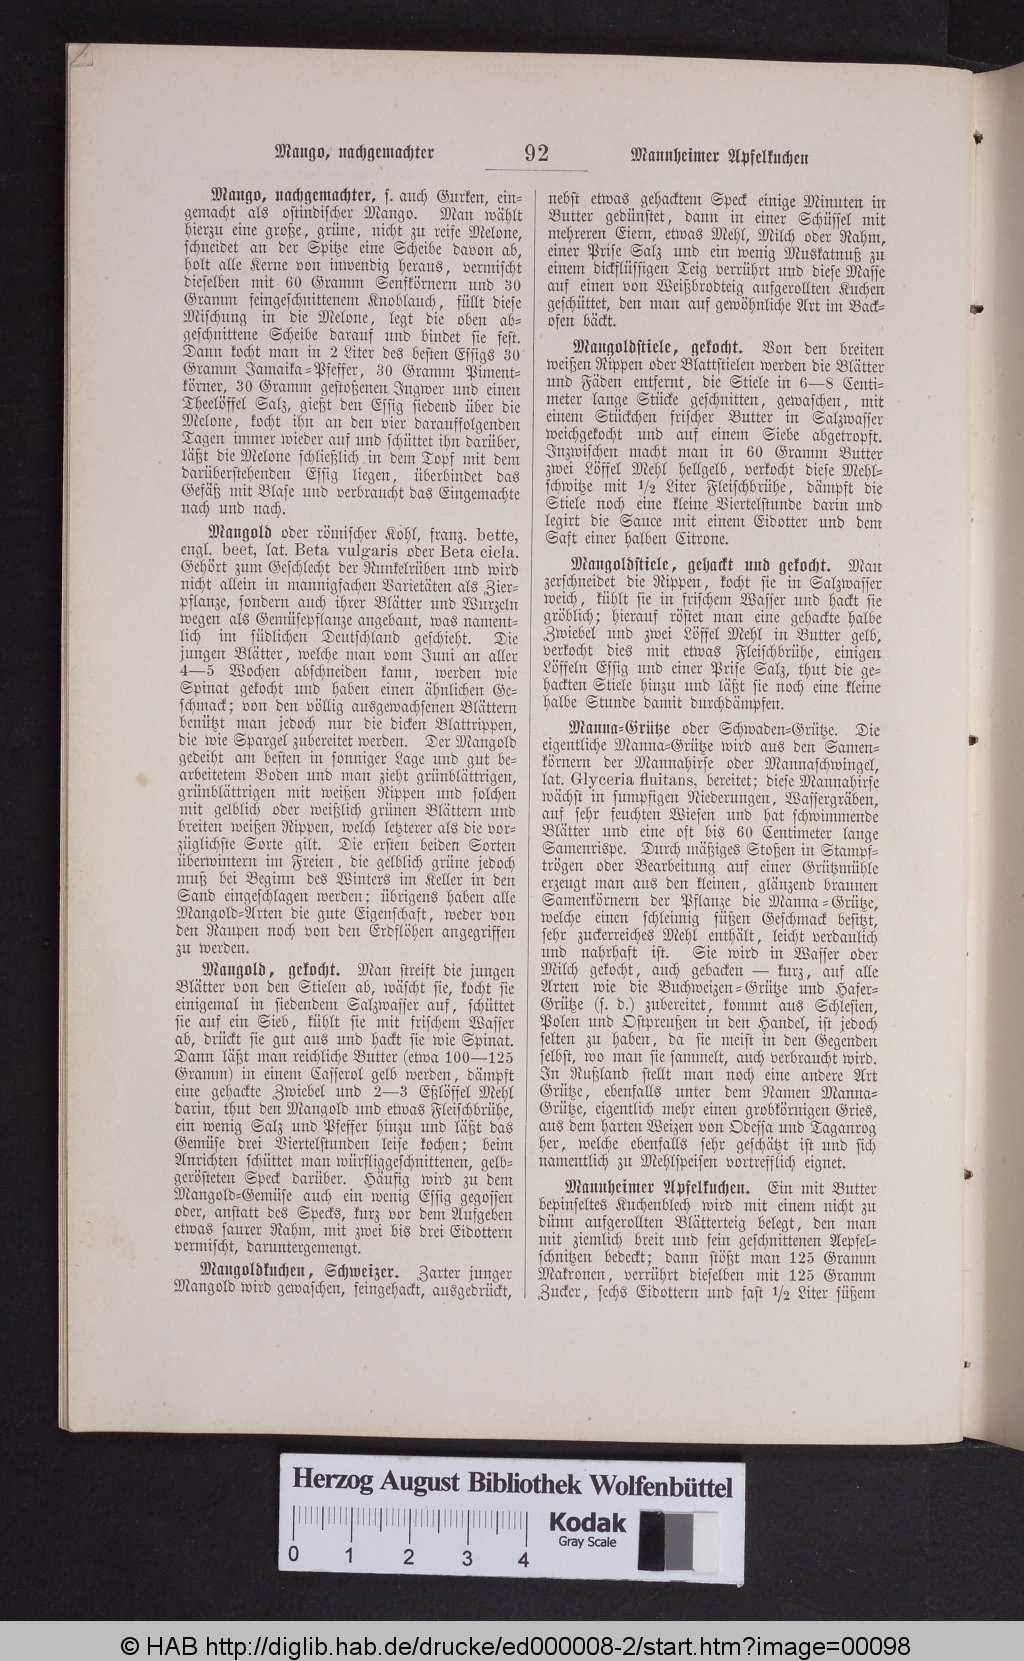 Mango, nachgemachter 92 Mannheimer Apfelkuchen
Mango, nachgemachter, s. auch Gurken, ein=
gemacht als ostindischer Mango. Man wählt
hierzu eine große, grüne, nicht zu reife Melone,
schneidet an der Spitze eine Scheibe davon ab,
holt alle Kerne von inwendig heraus, vermischt
dieselben mit 60 Gramm Senfkörnern und 30
Gramm feingeschnittenem Knoblauch, füllt diese
Mischung in die Melone, legt die oben ab=
geschnittene Scheibe darauf und bindet sie fest.
Dann kocht man in 2 Liter des besten Essigs 30
Gramm Jamaika=Pfeffer, 30 Gramm Piment=
körner, 30 Gramm gestoßenen Ingwer und einen
Theelöffel Salz, gießt den Essig siedend über die
Melone, kocht ihn an den vier darauffolgenden
Tagen immer wieder auf und schüttet ihn darüber,
läßt die Melone schließlich in dem Topf mit dem
darüberstehenden Essig liegen, überbindet das
Gefäß mit Blase und verbraucht das Eingemachte
nach und nach.
Mangold oder römischer Kohl, franz. bette,
engl. beet, lat. Beta vulgaris oder Beta cicla.
Gehört zum Geschlecht der Runkelrüben und wird
nicht allein in mannigfachen Varietäten als Zier=
pflanze, sondern auch ihrer Blätter und Wurzeln
wegen als Gemüsepflanze angebaut, was nament=
lich im südlichen Deutschland geschieht. Die
jungen Blätter, welche man vom Juni an aller
4—5 Wochen abschneiden kann, werden wie
Spinat gekocht und haben einen ähnlichen Ge=
schmack; von den völlig ausgewachsenen Blättern
benützt man jedoch nur die dicken Blattrippen,
die wie Spargel zubereitet werden. Der Mangold
gedeiht am besten in sonniger Lage und gut be=
arbeitetem Boden und man zieht grünblättrigen,
grünblättrigen mit weißen Rippen und solchen
mit gelblich oder weißlich grünen Blättern und
breiten weißen Rippen, welch letzterer als die vor=
züglichste Sorte gilt. Die ersten beiden Sorten
überwintern im Freien, die gelblich grüne jedoch
muß bei Beginn des Winters im Keller in den
Sand eingeschlagen werden; übrigens haben alle
Mangold=Arten die gute Eigenschaft, weder von
den Raupen noch von den Erdflöhen angegriffen
zu werden.
Mangold, gekocht. Man streift die jungen
Blätter von den Stielen ab, wäscht sie, kocht sie
einigemal in siedendem Salzwasser auf, schüttet
sie auf ein Sieb, kühlt sie mit frischem Wasser
ab, drückt sie gut aus und hackt sie wie Spinat.
Dann läßt man reichliche Butter (etwa 100—125
Gramm) in einem Casserol gelb werden, dämpft
eine gehackte Zwiebel und 2—3 Eßlöffel Mehl
darin, thut den Mangold und etwas Fleischbrühe,
ein wenig Salz und Pfeffer hinzu und läßt das
Gemüse drei Viertelstunden leise kochen; beim
Anrichten schüttet man würfliggeschnittenen, gelb=
gerösteten Speck darüber. Häufig wird zu dem
Mangold=Gemüse auch ein wenig Essig gegossen
oder, anstatt des Specks, kurz vor dem Aufgeben
etwas saurer Rahm, mit zwei bis drei Eidottern
vermischt, daruntergemengt.
Mangoldkuchen, Schweizer. Zarter junger
Mangold wird gewaschen, feingehackt, ausgedrückt,
nebst etwas gehacktem Speck einige Minuten in
Butter gedünstet, dann in einer Schüssel mit
mehreren Eiern, etwas Mehl, Milch oder Rahm,
einer Prise Salz und ein wenig Muskatnuß zu
einem dickflüssigen Teig verrührt und diese Masse
auf einen von Weißbrodteig aufgerollten Kuchen
geschüttet, den man auf gewöhnliche Art im Back=
ofen bäckt.
Mangoldstiele, gekocht. Von den breiten
weißen Rippen oder Blattstielen werden die Blätter
und Fäden entfernt, die Stiele in 6—8 Centi=
meter lange Stücke geschnitten, gewaschen, mit
einem Stückchen frischer Butter in Salzwasser
weichgekocht und auf einem Siebe abgetropft.
Inzwischen macht man in 60 Gramm Butter
zwei Löffel Mehl hellgelb, verkocht diese Mehl=
schwitze mit 1/2 Liter Fleischbrühe, dämpft die
Stiele noch eine kleine Viertelstunde darin und
legirt die Sauce mit einem Eidotter und dem
Saft einer halben Citrone.
Mangoldstiele, gehackt und gekocht. Man
zerschneidet die Rippen, kocht sie in Salzwasser
weich, kühlt sie in frischem Wasser und hackt sie
gröblich; hierauf röstet man eine gehackte halbe
Zwiebel und zwei Löffel Mehl in Butter gelb,
verkocht dies mit etwas Fleischbrühe, einigen
Löffeln Essig und einer Prise Salz, thut die ge=
hackten Stiele hinzu und läßt sie noch eine kleine
halbe Stunde damit durchdämpfen.
Manna=Grütze oder Schwaden=Grütze. Die
eigentliche Manna=Grütze wird aus den Samen=
körnern der Mannahirse oder Mannaschwingel,
lat. Glyceria fluitans, bereitet; diese Mannahirse
wächst in sumpfigen Niederungen, Wassergräben,
auf sehr feuchten Wiesen und hat schwimmende
Blätter und eine oft bis 60 Centimeter lange
Samenrispe. Durch mäßiges Stoßen in Stampf=
trögen oder Bearbeitung auf einer Grützmühle
erzeugt man aus den kleinen, glänzend braunen
Samenkörnern der Pflanze die Manna=Grütze,
welche einen schleimig süßen Geschmack besitzt,
sehr zuckerreiches Mehl enthält, leicht verdaulich
und nahrhaft ist. Sie wird in Wasser oder
Milch gekocht, auch gebacken — kurz, auf alle
Arten wie die Buchweizen=Grütze und Hafer=
Grütze (s. d.) zubereitet, kommt aus Schlesien,
Polen und Ostpreußen in den Handel, ist jedoch
selten zu haben, da sie meist in den Gegenden
selbst, wo man sie sammelt, auch verbraucht wird.
In Rußland stellt man noch eine andere Art
Grütze, ebenfalls unter dem Namen Manna=
Grütze, eigentlich mehr einen grobkörnigen Gries,
aus dem harten Weizen von Odessa und Taganrog
her, welche ebenfalls sehr geschätzt ist und sich
namentlich zu Mehlspeisen vortrefflich eignet.
Mannheimer Apfelkuchen. Ein mit Butter
bepinseltes Kuchenblech wird mit einem nicht zu
dünn aufgerollten Blätterteig belegt, den man
mit ziemlich breit und fein geschnittenen Aepfel=
schnitzen bedeckt; dann stößt man 125 Gramm
Makronen, verrührt dieselben mit 125 Gramm
Zucker, sechs Eidottern und fast 1/2 Liter süßem
Herzog August Bibliothek Wolfenbüttel
0 1 2 3 4
Kodak
Gray Scale
© HAB http://diglib.hab.de/drucke/ed000008-2/start.htm?image=00098